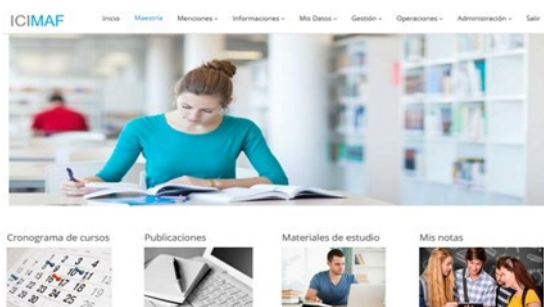 ICIMAF Inicio Maestría Menciones Informaciones Mis Datos Gestión Operaciones Administración Salir
Cronograma de cursos Publicaciones Materiales de estudio Mis notas